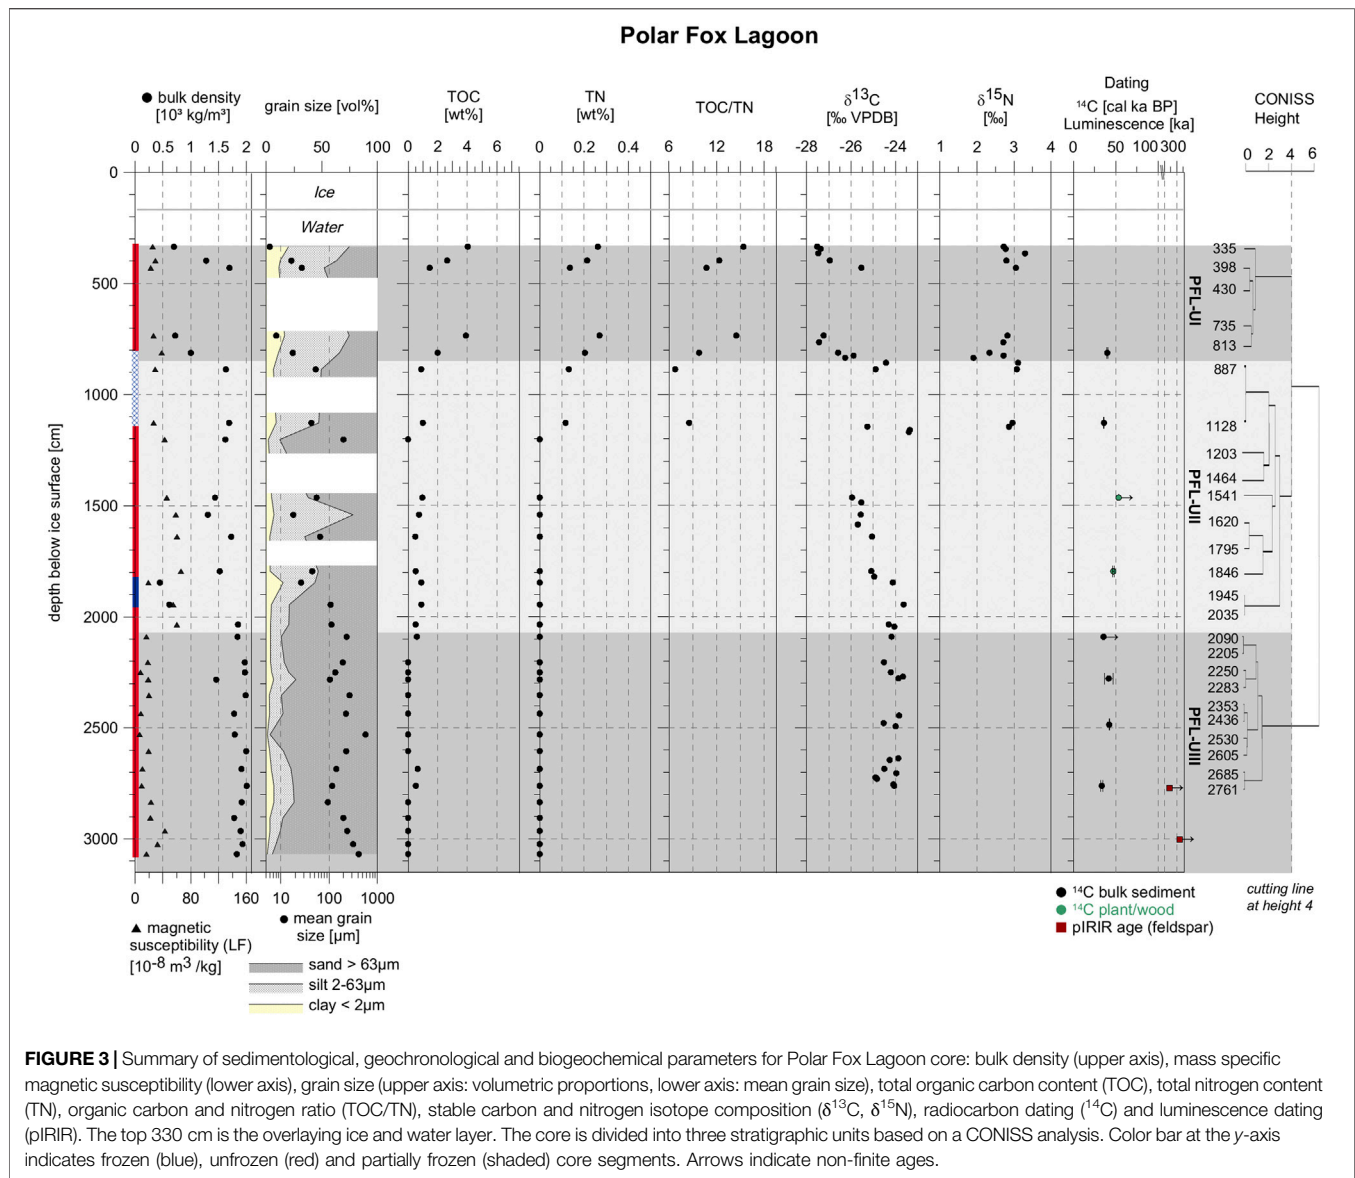 Polar Fox Lagoon
● bulk density
[10³ kg/m³]
grain size [vol%]
TOC
[wt%]
TN
[wt%]
TOC/TN
δ13C
[‰ VPDB]
δ15N
[‰]
Dating
14C [cal ka BP]
Luminescence [ka]
CONISS
Height
0 0.5 1 1.5 2
0 50 100
0 2 4 6
0 0.2 0.4
6 12 18
-28 -26 -24
1 2 3 4
0 50 100 300
0 2 4 6
Ice
Water
depth below ice surface [cm]
0
500
1000
1500
2000
2500
3000
PFL-UI
335
398
430
735
813
PFL-UII
887
1128
1203
1464
1541
1620
1795
1846
1945
2035
PFL-UIII
2090
2205
2250
2283
2353
2436
2530
2605
2685
2761
0 80 160
10 100 1000
▲ magnetic
susceptibility (LF)
[10-8 m3 /kg]
● mean grain
size [µm]
sand > 63µm
silt 2-63µm
clay < 2µm
● 14C bulk sediment
● 14C plant/wood
■ pIRIR age (feldspar)
cutting line
at height 4
FIGURE 3 | Summary of sedimentological, geochronological and biogeochemical parameters for Polar Fox Lagoon core: bulk density (upper axis), mass specific
magnetic susceptibility (lower axis), grain size (upper axis: volumetric proportions, lower axis: mean grain size), total organic carbon content (TOC), total nitrogen content
(TN), organic carbon and nitrogen ratio (TOC/TN), stable carbon and nitrogen isotope composition (δ13C, δ15N), radiocarbon dating (14C) and luminescence dating
(pIRIR). The top 330 cm is the overlaying ice and water layer. The core is divided into three stratigraphic units based on a CONISS analysis. Color bar at the y-axis
indicates frozen (blue), unfrozen (red) and partially frozen (shaded) core segments. Arrows indicate non-finite ages.